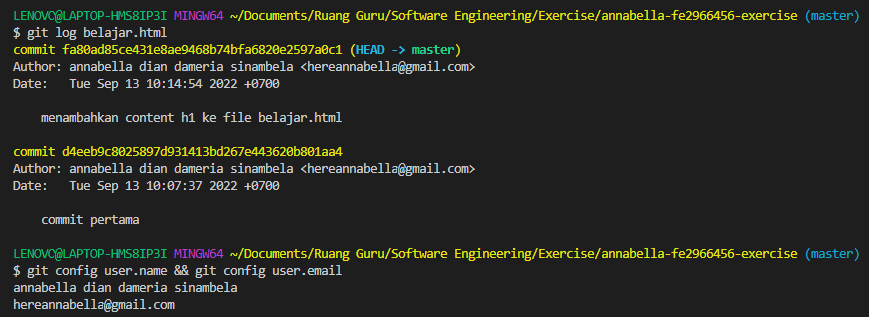 LENOVO@LAPTOP-HMS8IP3I MINGW64 ~/Documents/Ruang Guru/Software Engineering/Exercise/annabella-fe2966456-exercise (master)
$ git log belajar.html
commit fa80ad85ce431e8ae9468b74bfa6820e2597a0c1 (HEAD -> master)
Author: annabella dian dameria sinambela <hereannabella@gmail.com>
Date:   Tue Sep 13 10:14:54 2022 +0700
menambahkan content h1 ke file belajar.html
commit d4eeb9c8025897d931413bd267e443620b801aa4
Author: annabella dian dameria sinambela <hereannabella@gmail.com>
Date:   Tue Sep 13 10:07:37 2022 +0700
commit pertama
LENOVO@LAPTOP-HMS8IP3I MINGW64 ~/Documents/Ruang Guru/Software Engineering/Exercise/annabella-fe2966456-exercise (master)
$ git config user.name && git config user.email
annabella dian dameria sinambela
hereannabella@gmail.com